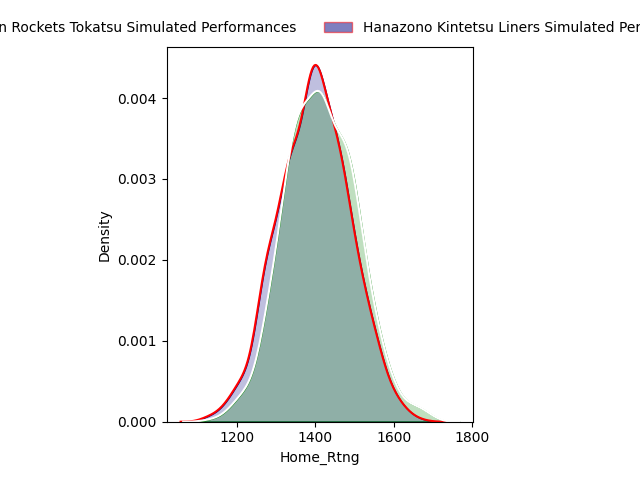 n Rockets Tokatsu Simulated Performances
Hanazono Kintetsu Liners Simulated Per
0.004
0.003
0.002
0.001
0.000
Density
1200 1400 1600 1800
Home_Rtng